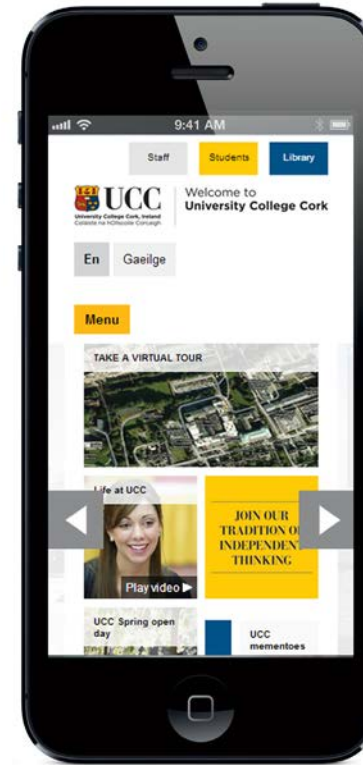 9:41 AM
Staff
Students
Library
UCC
University College Cork, Ireland
Coláiste na hOllscoile Corcaigh
Welcome to
University College Cork
En
Gaeilge
Menu
TAKE A VIRTUAL TOUR
Life at UCC
Play video
JOIN OUR
TRADITION OF
INDEPENDENT
THINKING
UCC Spring open
day
UCC
mementoes